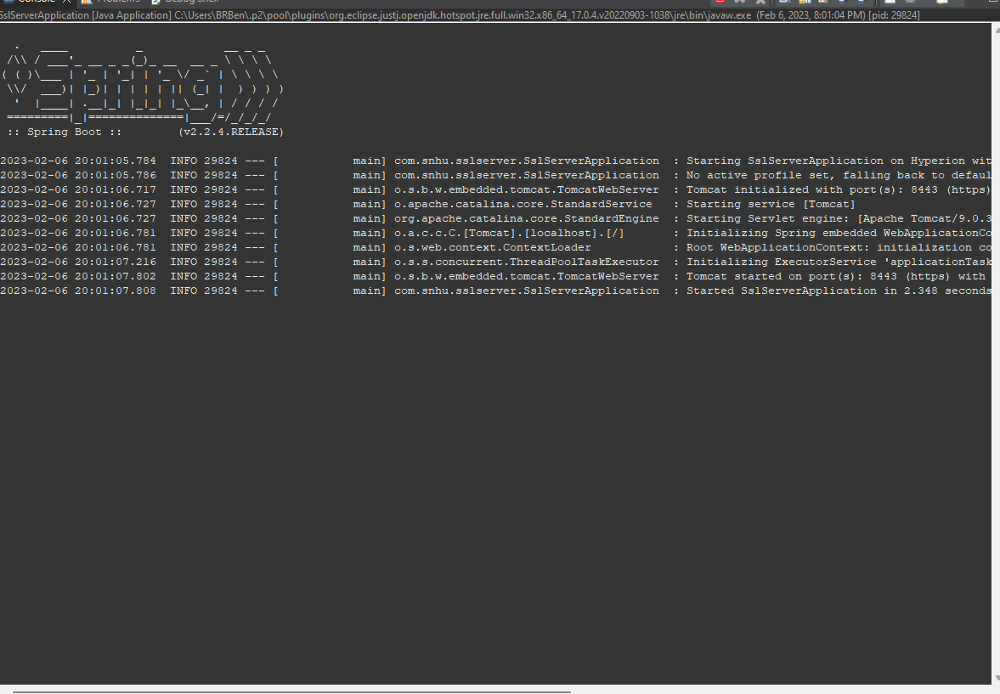 Console Problems Debug Shell
SslServerApplication [Java Application] C:\Users\BRBen\.p2\pool\plugins\org.eclipse.justj.openjdk.hotspot.jre.full.win32.x86_64_17.0.4.v20220903-1038\jre\bin\javaw.exe (Feb 6, 2023, 8:01:04 PM) [pid: 29824]
  .   ____          _            __ _ _
 /\\ / ___'_ __ _ _(_)_ __  __ _ \ \ \ \
( ( )\___ | '_ | '_| | '_ \/ _` | \ \ \ \
 \\/  ___)| |_)| | | | | || (_| |  ) ) ) )
  '  |____| .__|_| |_|_| |_\__, | / / / /
 =========|_|==============|___/=/_/_/_/
 :: Spring Boot ::        (v2.2.4.RELEASE)
2023-02-06 20:01:05.784  INFO 29824 --- [           main] com.snhu.sslserver.SslServerApplication  : Starting SslServerApplication on Hyperion wit
2023-02-06 20:01:05.786  INFO 29824 --- [           main] com.snhu.sslserver.SslServerApplication  : No active profile set, falling back to defaul
2023-02-06 20:01:06.717  INFO 29824 --- [           main] o.s.b.w.embedded.tomcat.TomcatWebServer  : Tomcat initialized with port(s): 8443 (https)
2023-02-06 20:01:06.727  INFO 29824 --- [           main] o.apache.catalina.core.StandardService   : Starting service [Tomcat]
2023-02-06 20:01:06.727  INFO 29824 --- [           main] org.apache.catalina.core.StandardEngine  : Starting Servlet engine: [Apache Tomcat/9.0.3
2023-02-06 20:01:06.781  INFO 29824 --- [           main] o.a.c.c.C.[Tomcat].[localhost].[/]       : Initializing Spring embedded WebApplicationCo
2023-02-06 20:01:06.781  INFO 29824 --- [           main] o.s.web.context.ContextLoader            : Root WebApplicationContext: initialization co
2023-02-06 20:01:07.216  INFO 29824 --- [           main] o.s.s.concurrent.ThreadPoolTaskExecutor  : Initializing ExecutorService 'applicationTask
2023-02-06 20:01:07.802  INFO 29824 --- [           main] o.s.b.w.embedded.tomcat.TomcatWebServer  : Tomcat started on port(s): 8443 (https) with
2023-02-06 20:01:07.808  INFO 29824 --- [           main] com.snhu.sslserver.SslServerApplication  : Started SslServerApplication in 2.348 seconds